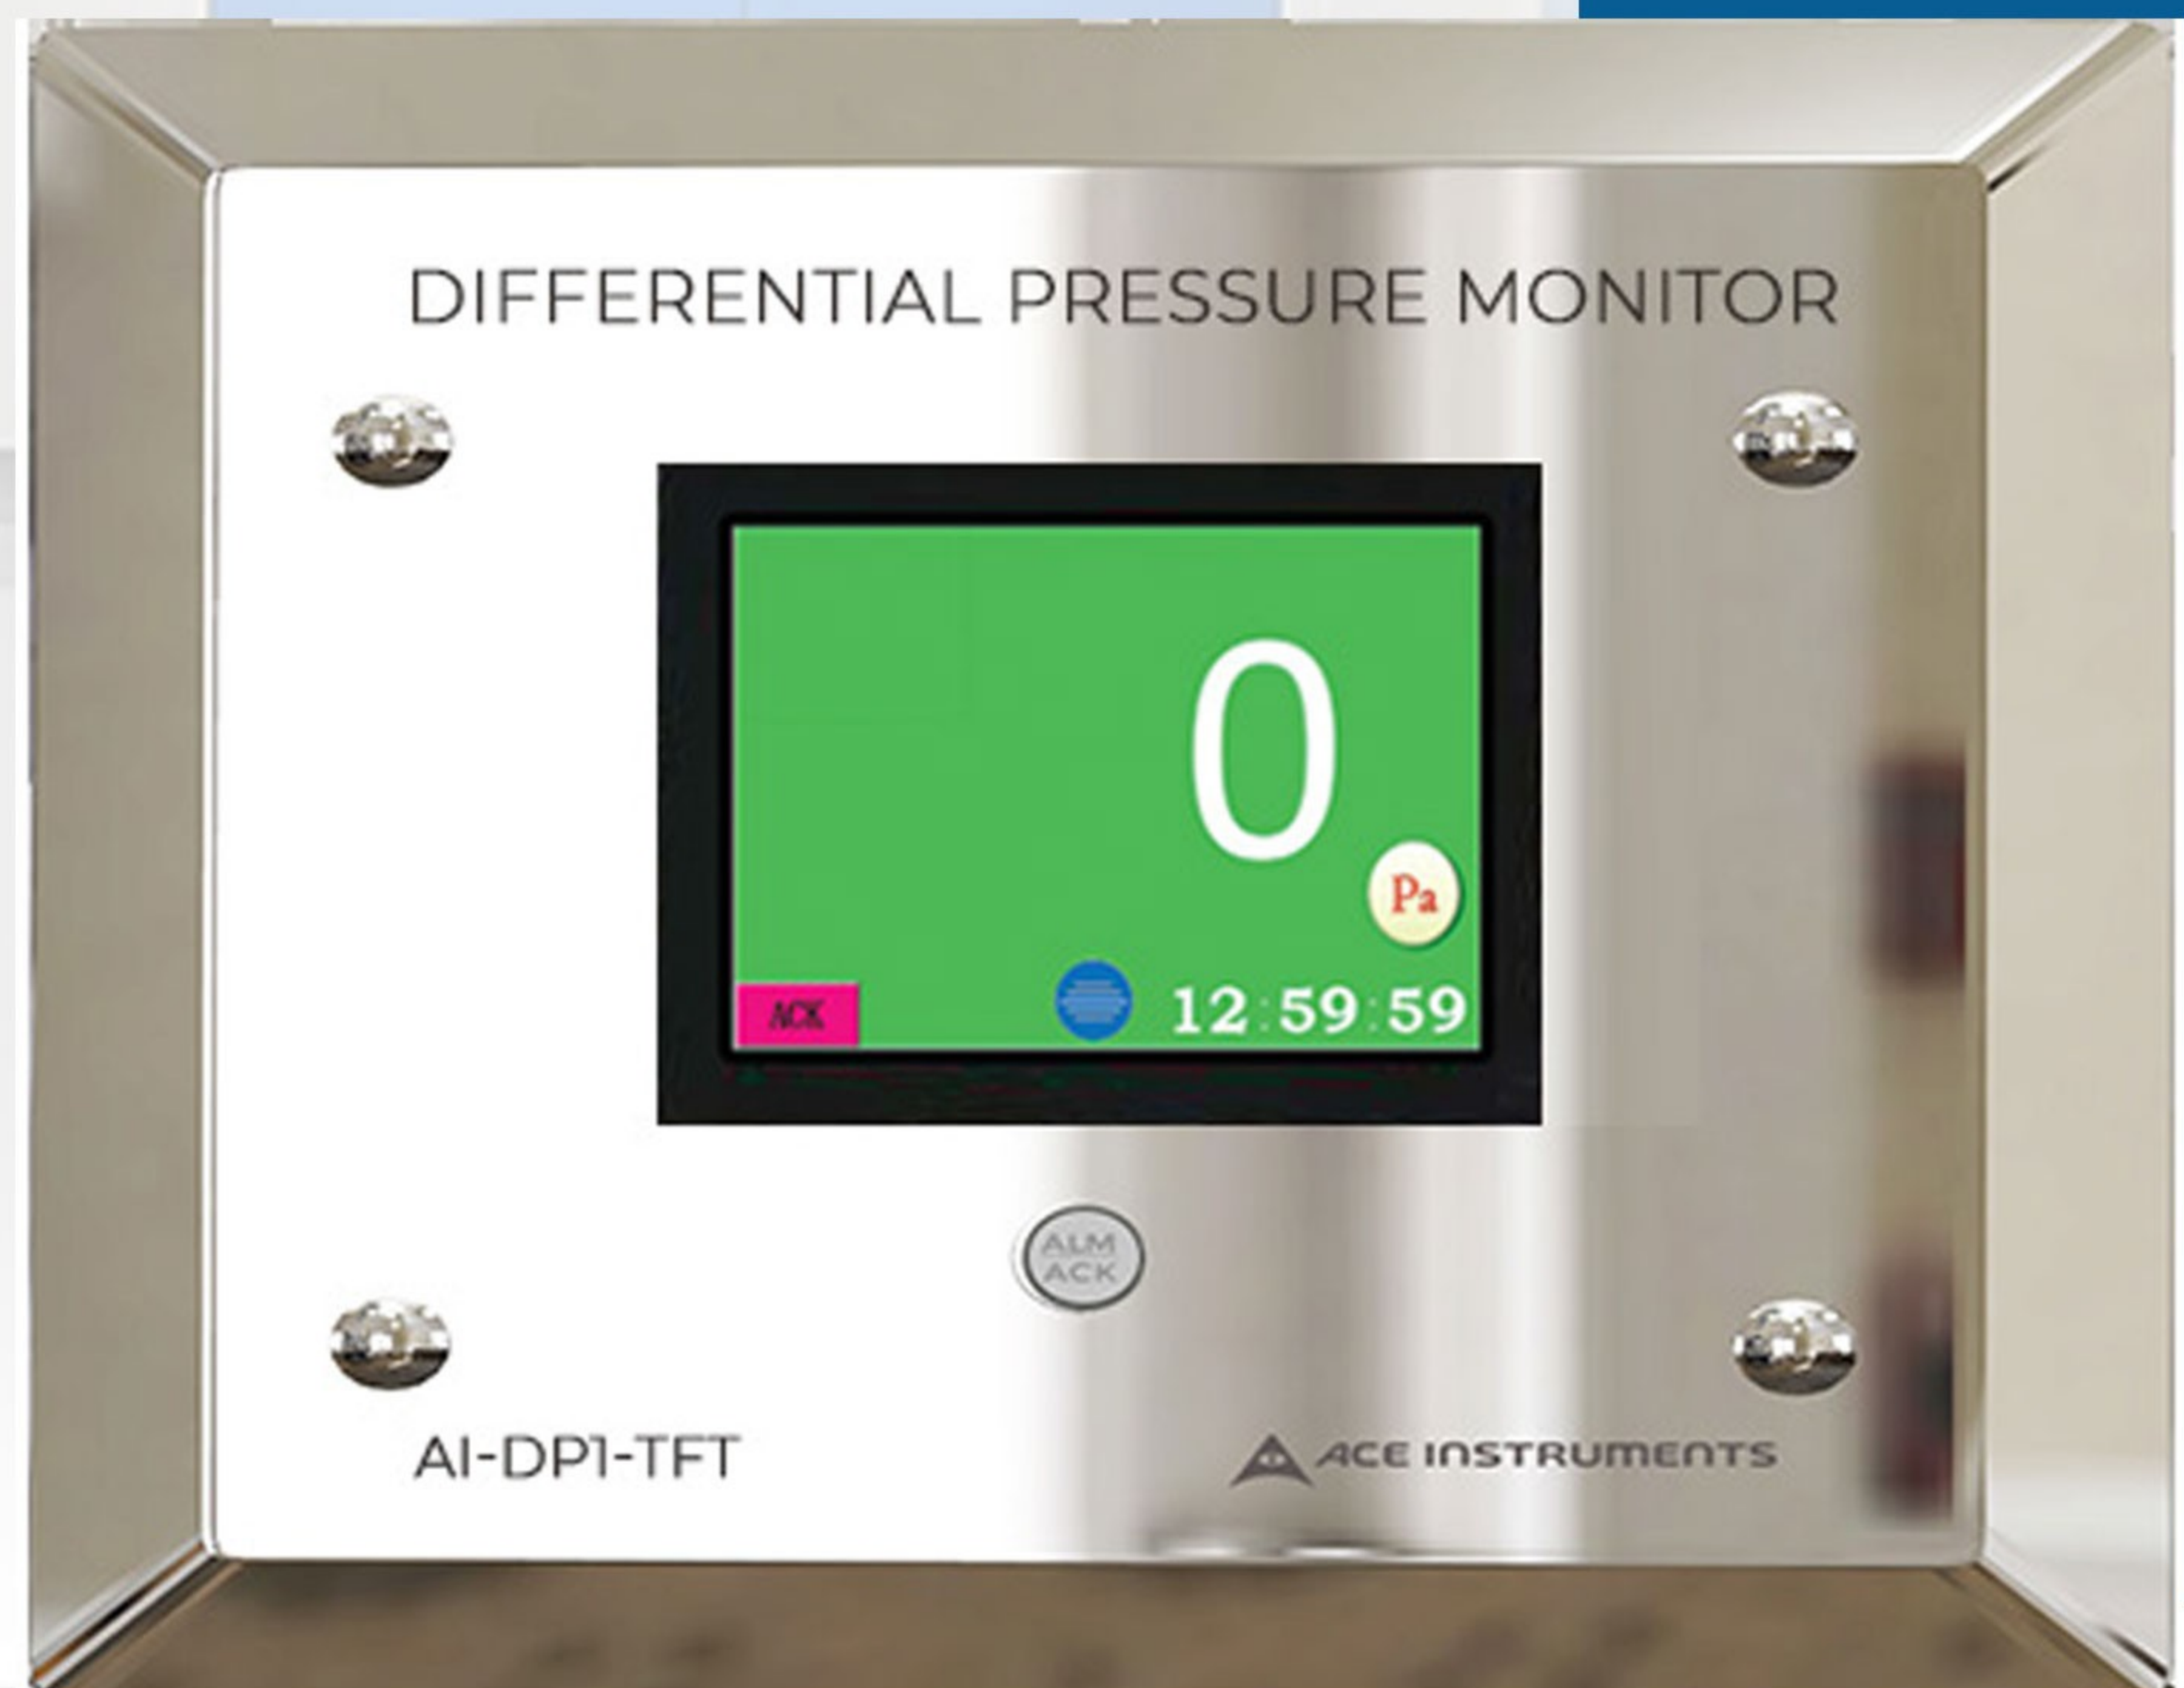 DIFFERENTIAL PRESSURE MONITOR
0
Pa
ACK
12:59:59
ALM
ACK
AI-DP1-TFT
ACE INSTRUMENTS